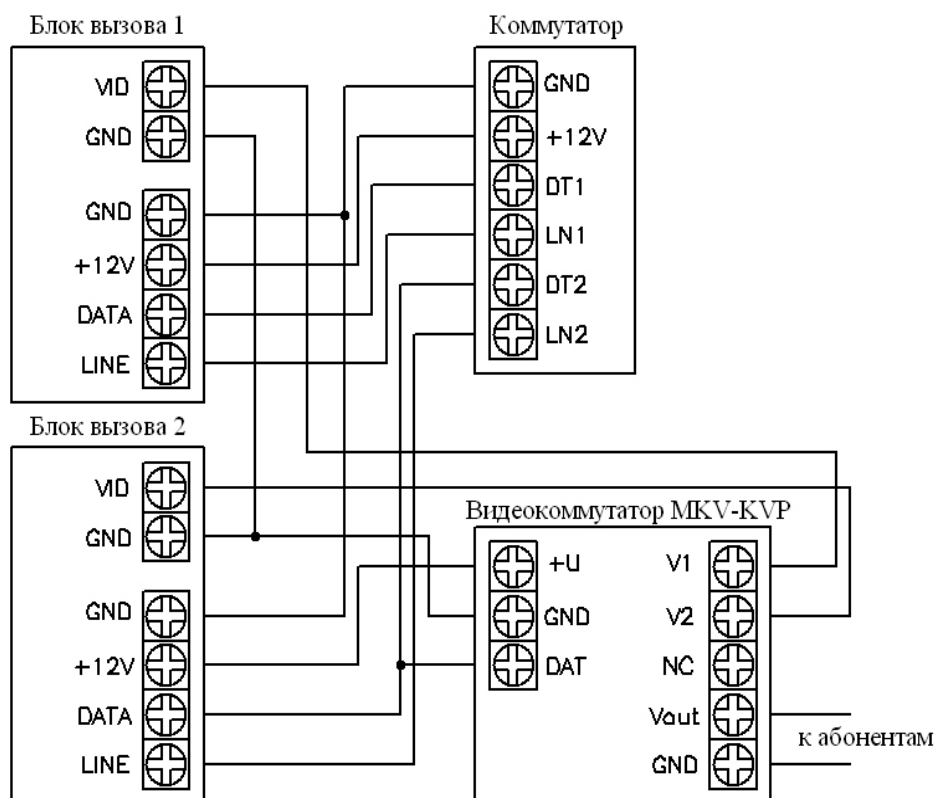 Блок вызова 1
VID
GND
GND
+12V
DATA
LINE
Коммутатор
GND
+12V
DT1
LN1
DT2
LN2
Блок вызова 2
VID
GND
GND
+12V
DATA
LINE
Видеокоммутатор MKV-KVP
+U
GND
DAT
V1
V2
NC
Vout
GND
к абонентам